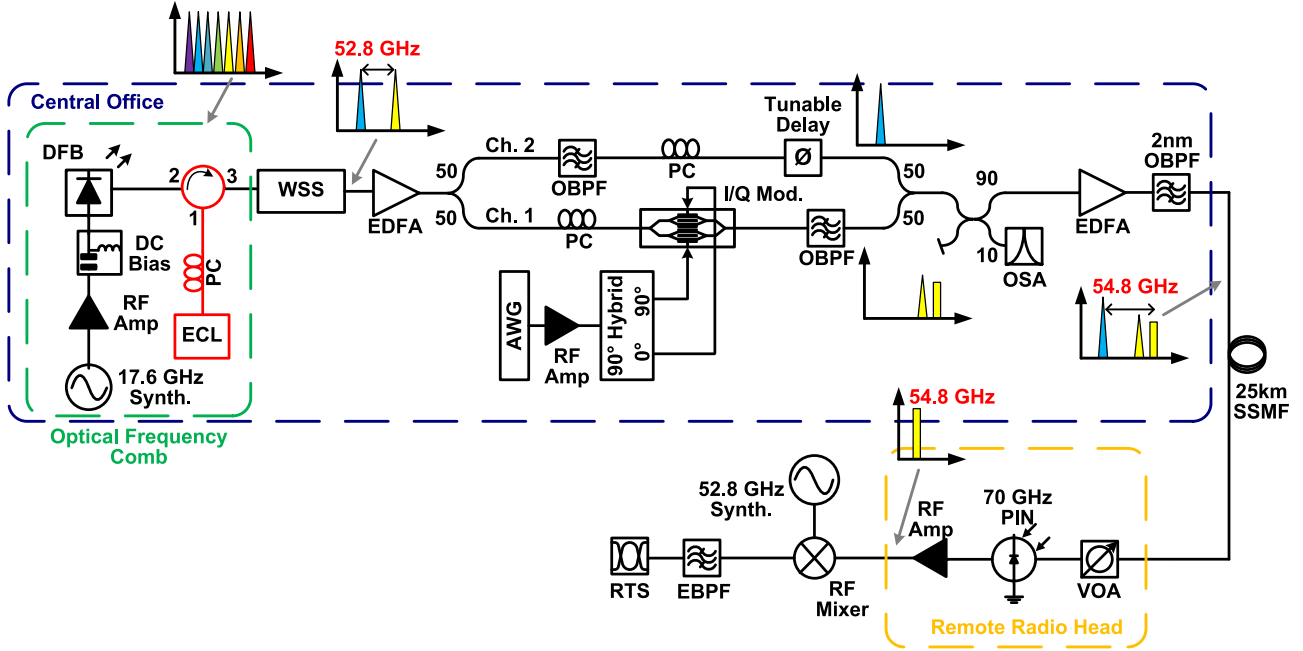 52.8 GHz
Central Office
DFB
2
3
1
WSS
EDFA
50
50
Ch. 2
Ch. 1
OBPF
PC
Tunable
Delay
Ø
PC
I/Q Mod.
OBPF
50
50
90
10
OSA
EDFA
2nm
OBPF
DC
Bias
PC
RF
Amp
ECL
17.6 GHz
Synth.
AWG
RF
Amp
90° Hybrid
0° 90°
54.8 GHz
25km
SSMF
Optical Frequency
Comb
54.8 GHz
52.8 GHz
Synth.
RF
Amp
70 GHz
PIN
RTS
EBPF
RF
Mixer
VOA
Remote Radio Head